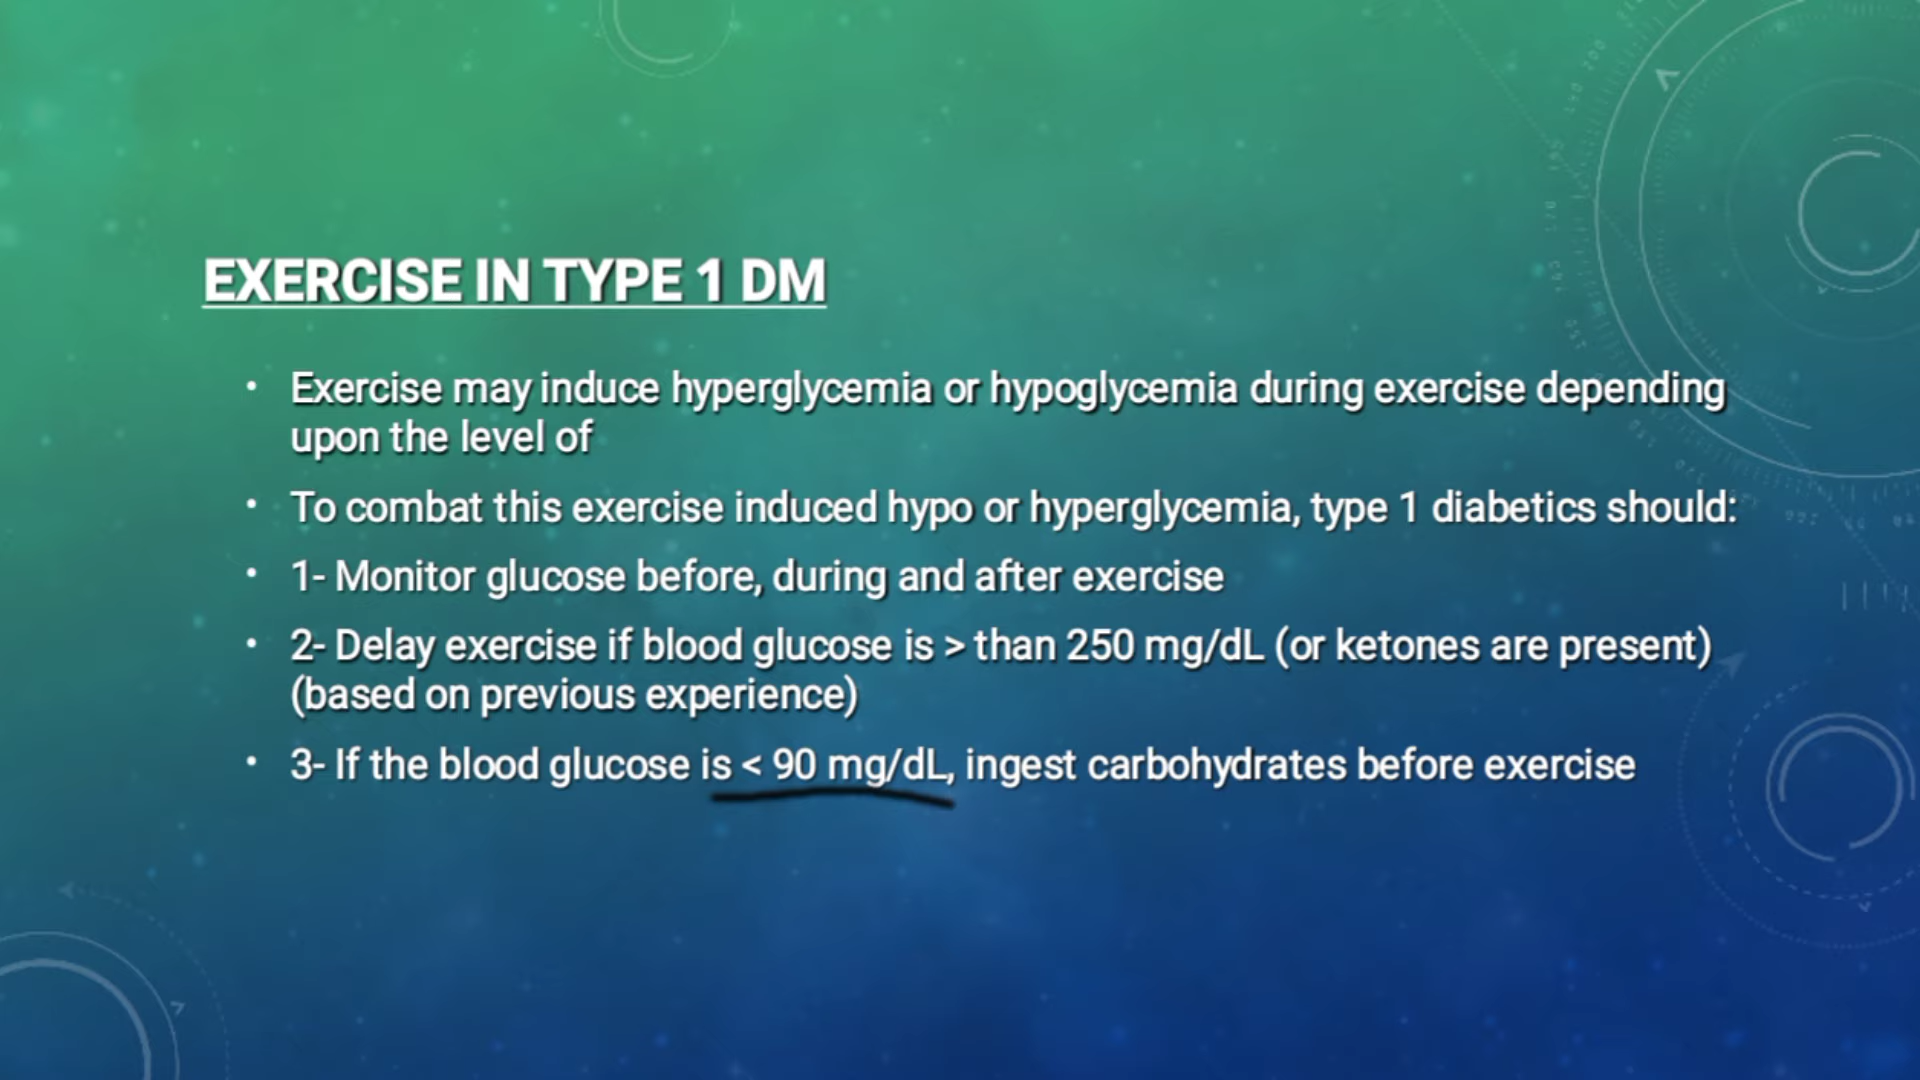 EXERCISE IN TYPE 1 DM
• Exercise may induce hyperglycemia or hypoglycemia during exercise depending
upon the level of
• To combat this exercise induced hypo or hyperglycemia, type 1 diabetics should:
• 1- Monitor glucose before, during and after exercise
• 2- Delay exercise if blood glucose is > than 250 mg/dL (or ketones are present)
(based on previous experience)
• 3- If the blood glucose is < 90 mg/dL, ingest carbohydrates before exercise